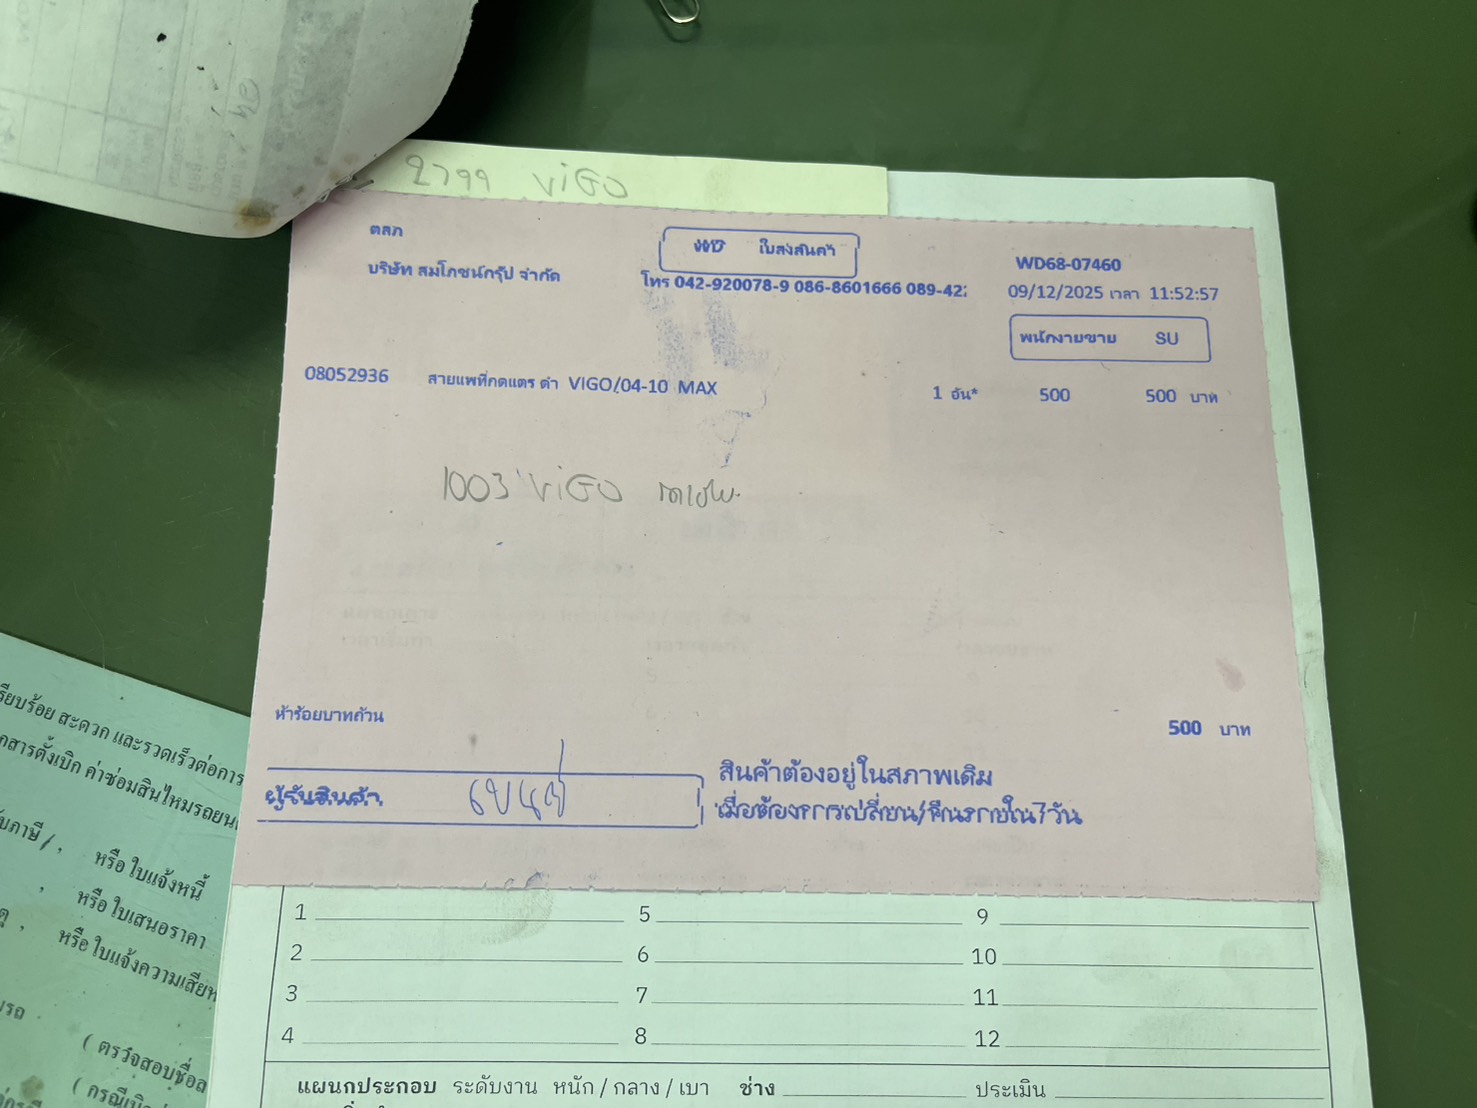 2799 ViGO
ตลภ
WD ใบส่งสินค้า
บริษัท สมโภชน์กรุ๊ป จำกัด
โทร 042-920078-9 086-8601666 089-42
WD68-07460
09/12/2025 เวลา 11:52:57
พนักงานขาย SU
08052936 สายแพที่กดแตร ดำ VIGO/04-10 MAX 1 อัน* 500 500 บาท
1003 ViGO
ห้าร้อยบาทถ้วน 500 บาท
ผู้รับสินค้า
สินค้าต้องอยู่ในสภาพเดิม
เมื่อต้องการเปลี่ยน/คืนภายใน7วัน
รียบร้อย สะดวก และรวดเร็วต่อการ
กสารตั้งเบิก ค่าซ่อมสินไหมรถยน
ับภาษี / , หรือ ใบแจ้งหนี้
, หรือ ใบเสนอราคา
, หรือ ใบแจ้งความเสีย
( ตรวจสอบชื่อ
( กรณีเบิก
1 5 9
2 6 10
3 7 11
4 8 12
แผนกประกอบ ระดับงาน หนัก / กลาง / เบา ช่าง ประเมิน